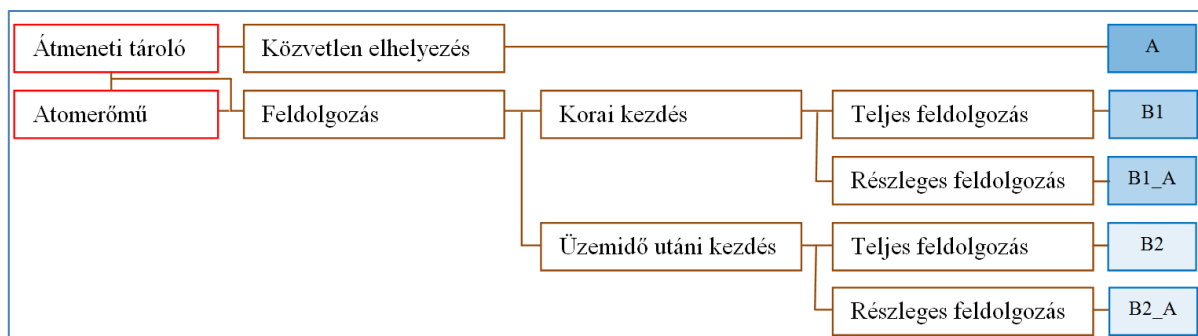 Átmeneti tároló
Közvetlen elhelyezés
A
Atomerőmű
Feldolgozás
Korai kezdés
Teljes feldolgozás
B1
Részleges feldolgozás
B1_A
Üzemidő utáni kezdés
Teljes feldolgozás
B2
Részleges feldolgozás
B2_A